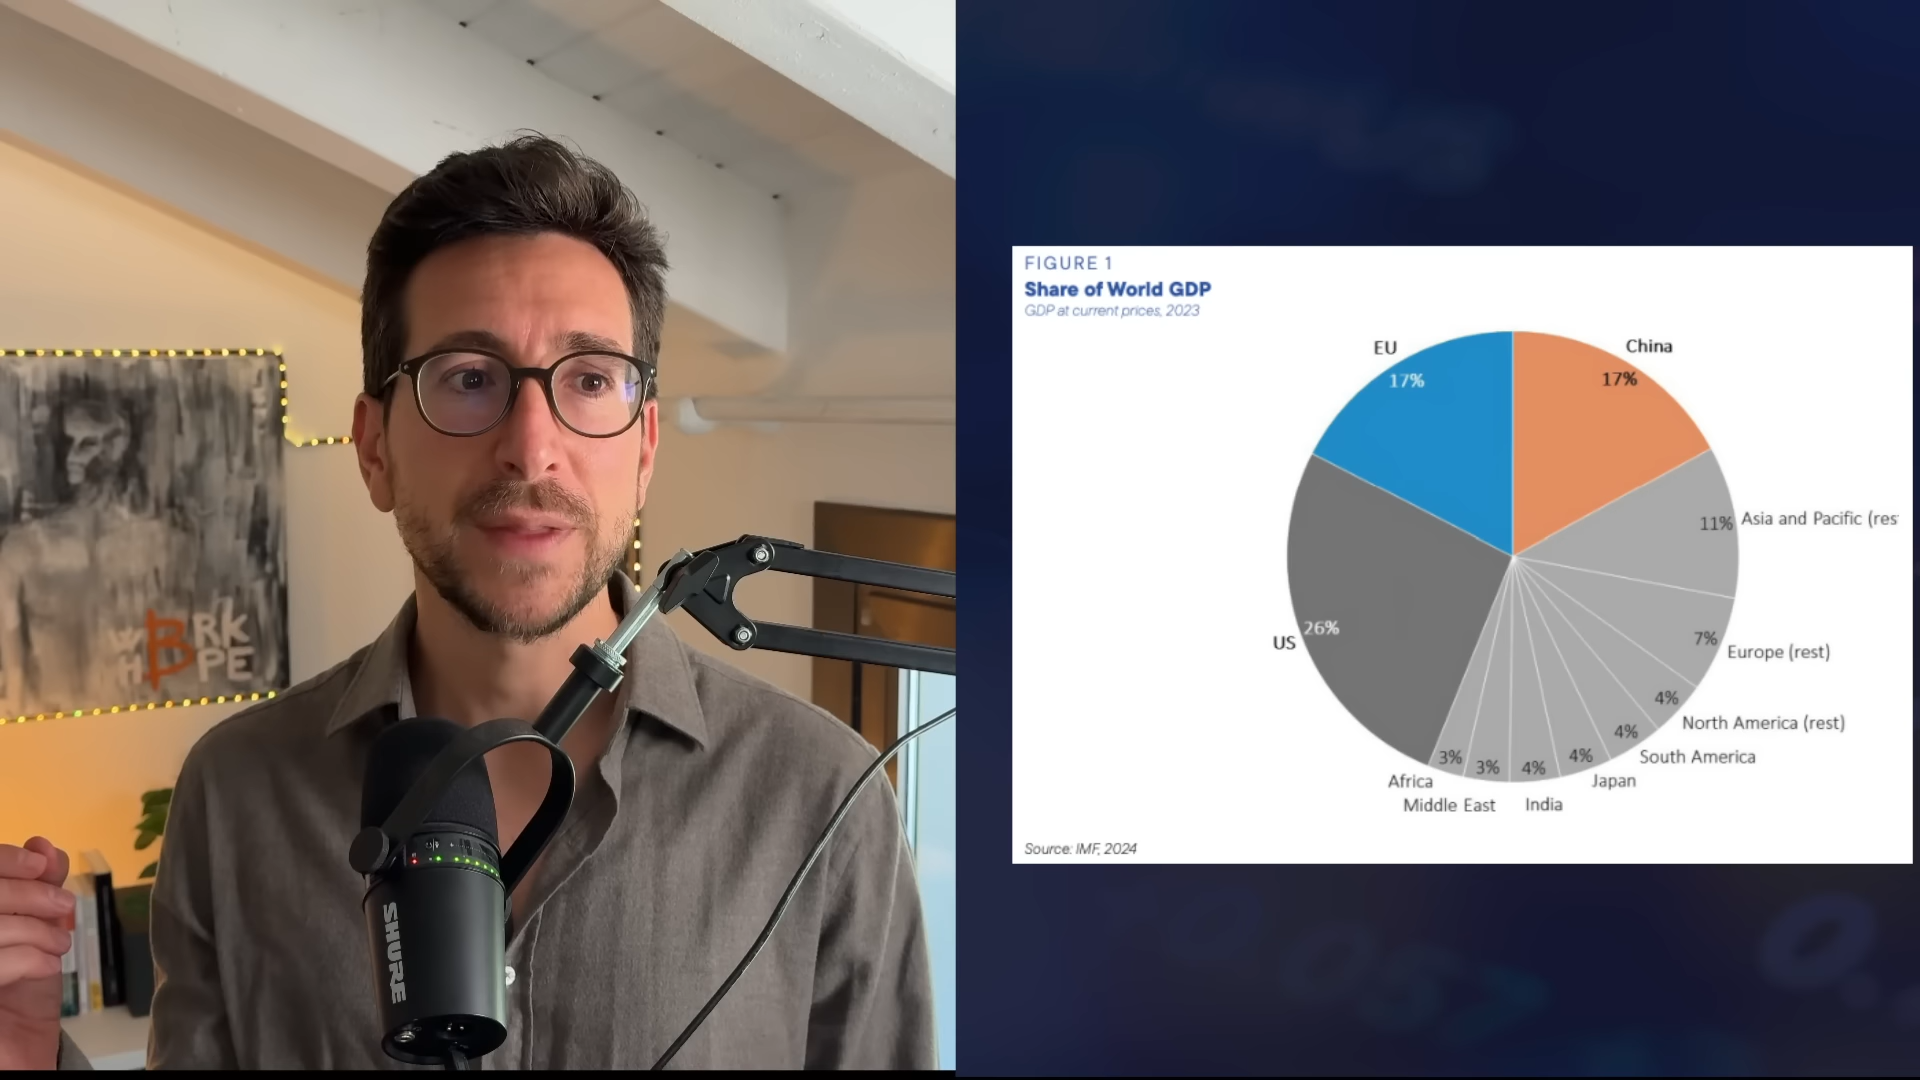 W B RK
H PE
SHURE
FIGURE 1
Share of World GDP
GDP at current prices, 2023
EU
17%
China
17%
11%
Asia and Pacific (res
7%
Europe (rest)
4%
North America (rest)
4%
South America
4%
Japan
4%
India
3%
Middle East
3%
Africa
US
26%
Source: IMF, 2024